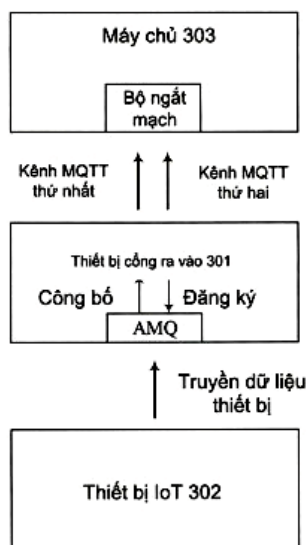 Máy chủ 303
Bộ ngắt
mạch
Kênh MQTT
thứ nhất
Kênh MQTT
thứ hai
Thiết bị cổng ra vào 301
Công bố
Đăng ký
AMQ
Truyền dữ liệu
thiết bị
Thiết bị IoT 302